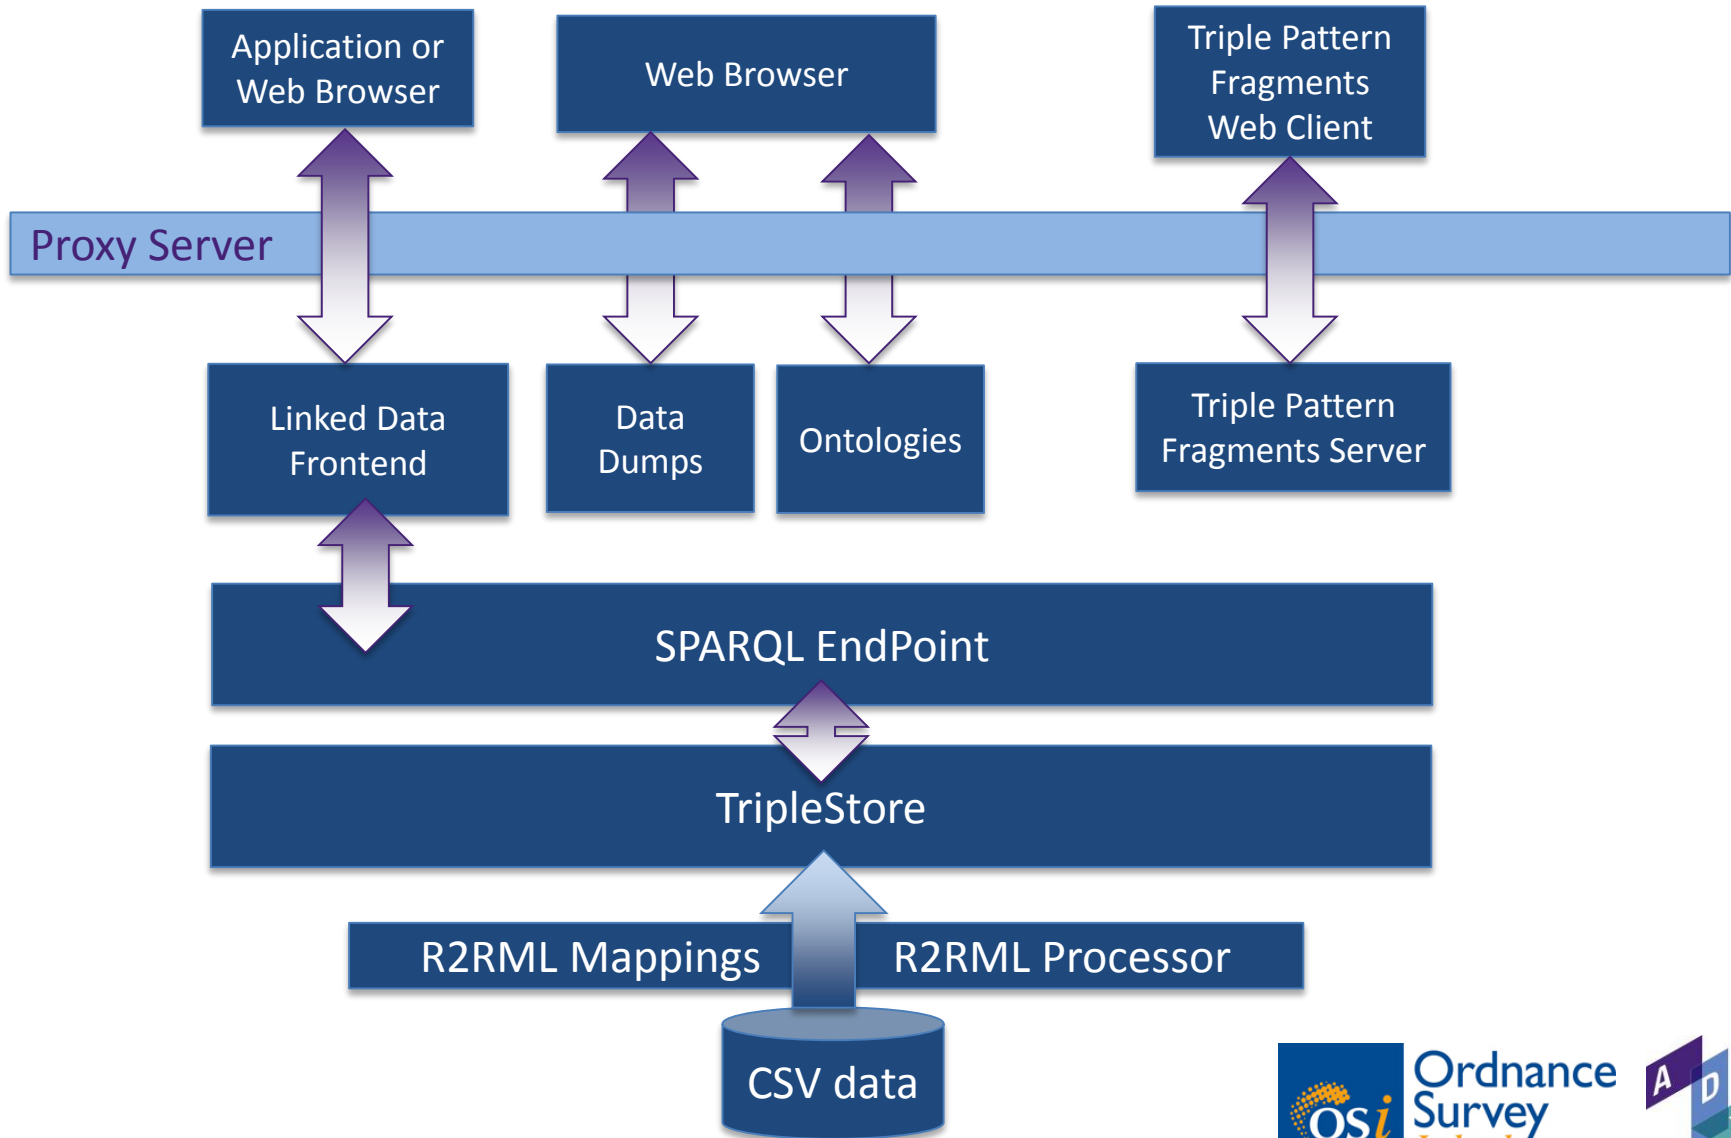 Application or
Web Browser
Web Browser
Triple Pattern
Fragments
Web Client
Proxy Server
Linked Data
Frontend
Data
Dumps
Ontologies
Triple Pattern
Fragments Server
SPARQL EndPoint
TripleStore
R2RML Mappings
R2RML Processor
CSV data
osi
Ordnance
Survey
A D